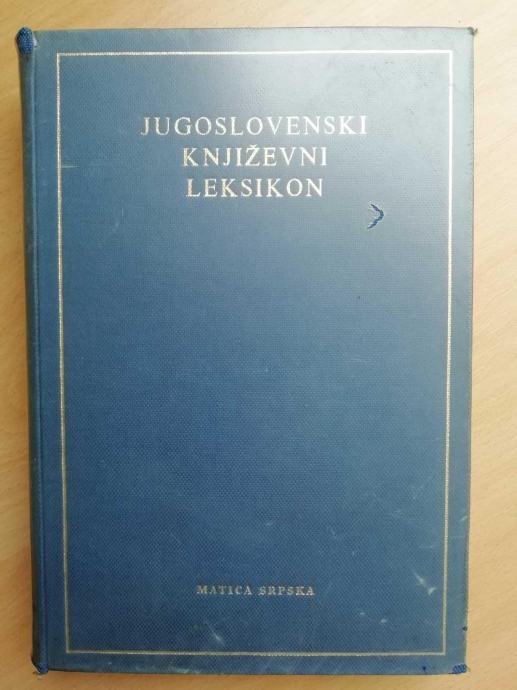 JUGOSLOVENSKI
KNJIŽEVNI
LEKSIKON
MATICA SRPSKA